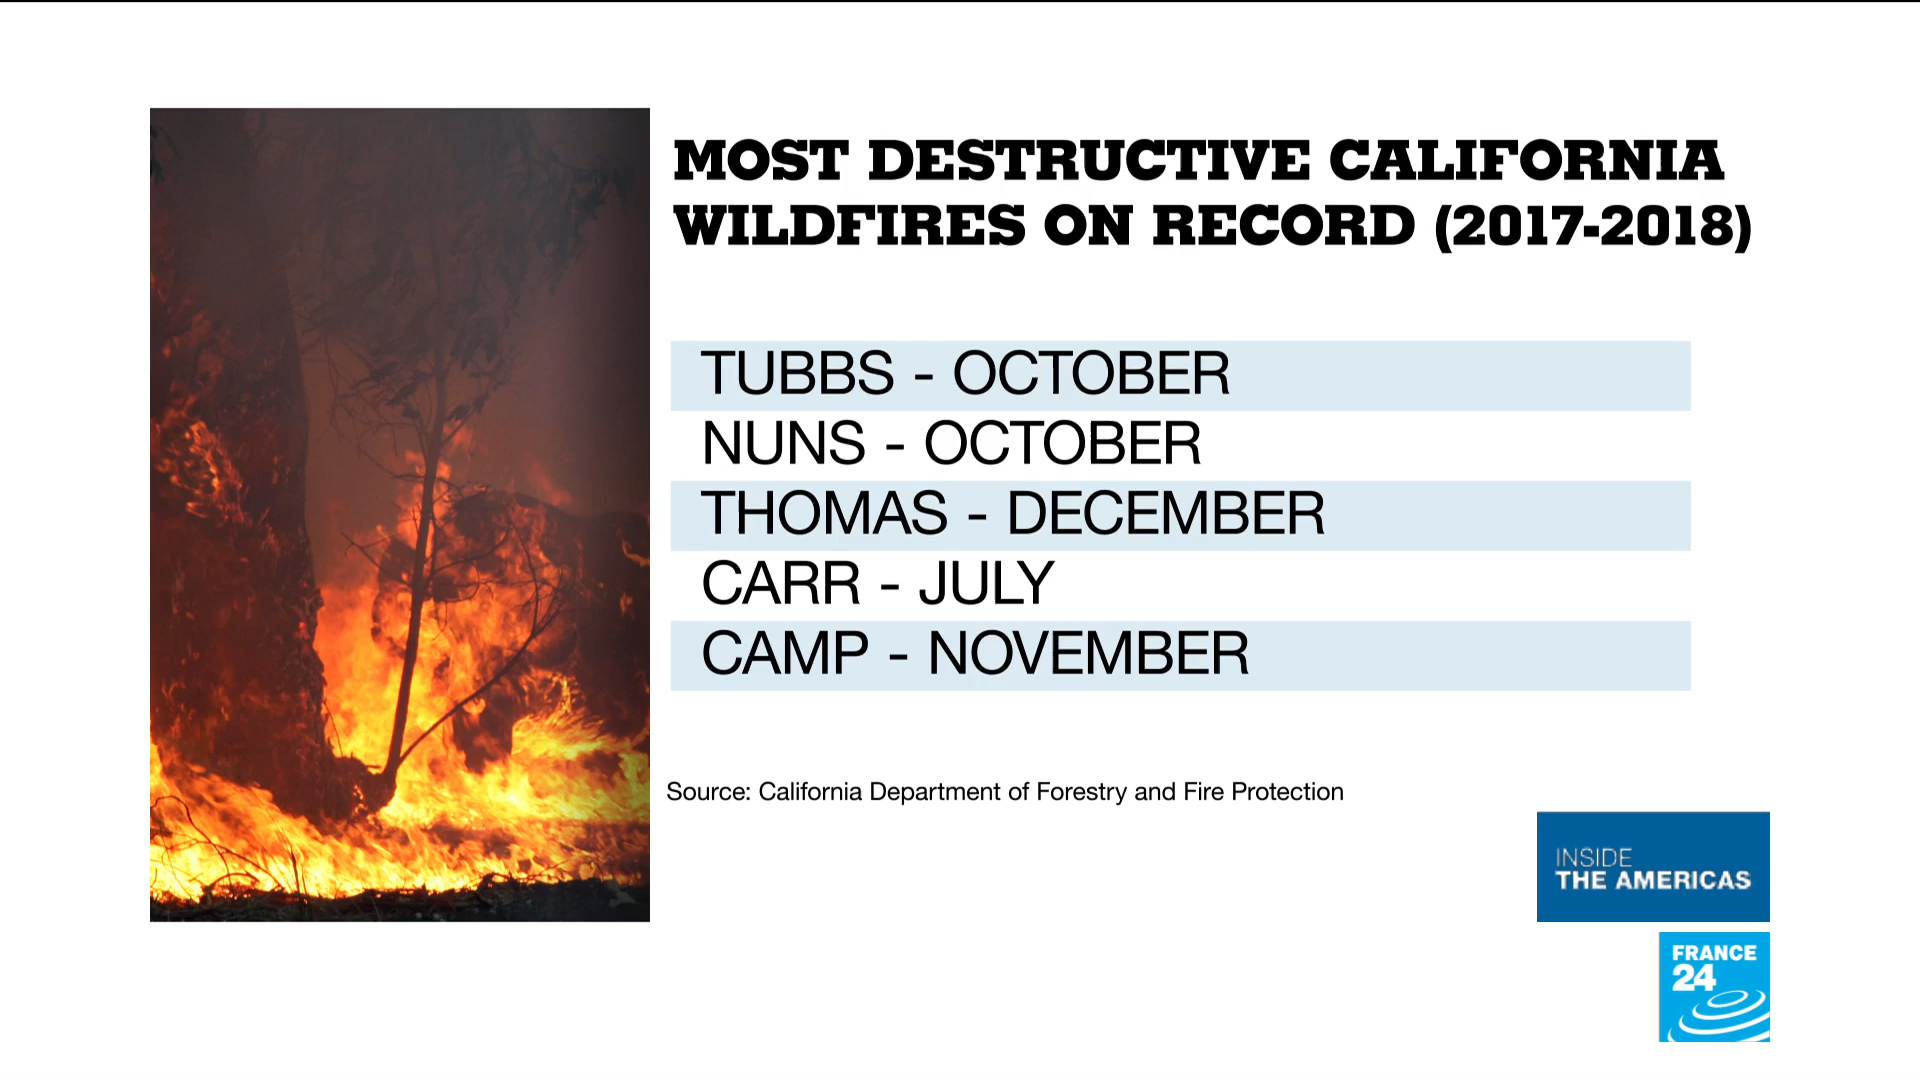 MOST DESTRUCTIVE CALIFORNIA
WILDFIRES ON RECORD (2017-2018)
TUBBS - OCTOBER
NUNS - OCTOBER
THOMAS - DECEMBER
CARR - JULY
CAMP - NOVEMBER
Source: California Department of Forestry and Fire Protection
INSIDE
THE AMERICAS
FRANCE
24